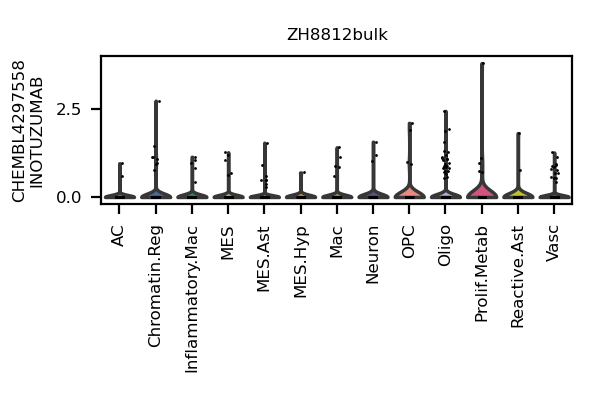 ZH8812bulk
CHEMBL4297558
INOTUZUMAB
2.5
0.0
AC
Chromatin.Reg
Inflammatory.Mac
MES
MES.Ast
MES.Hyp
Mac
Neuron
OPC
Oligo
Prolif.Metab
Reactive.Ast
Vasc